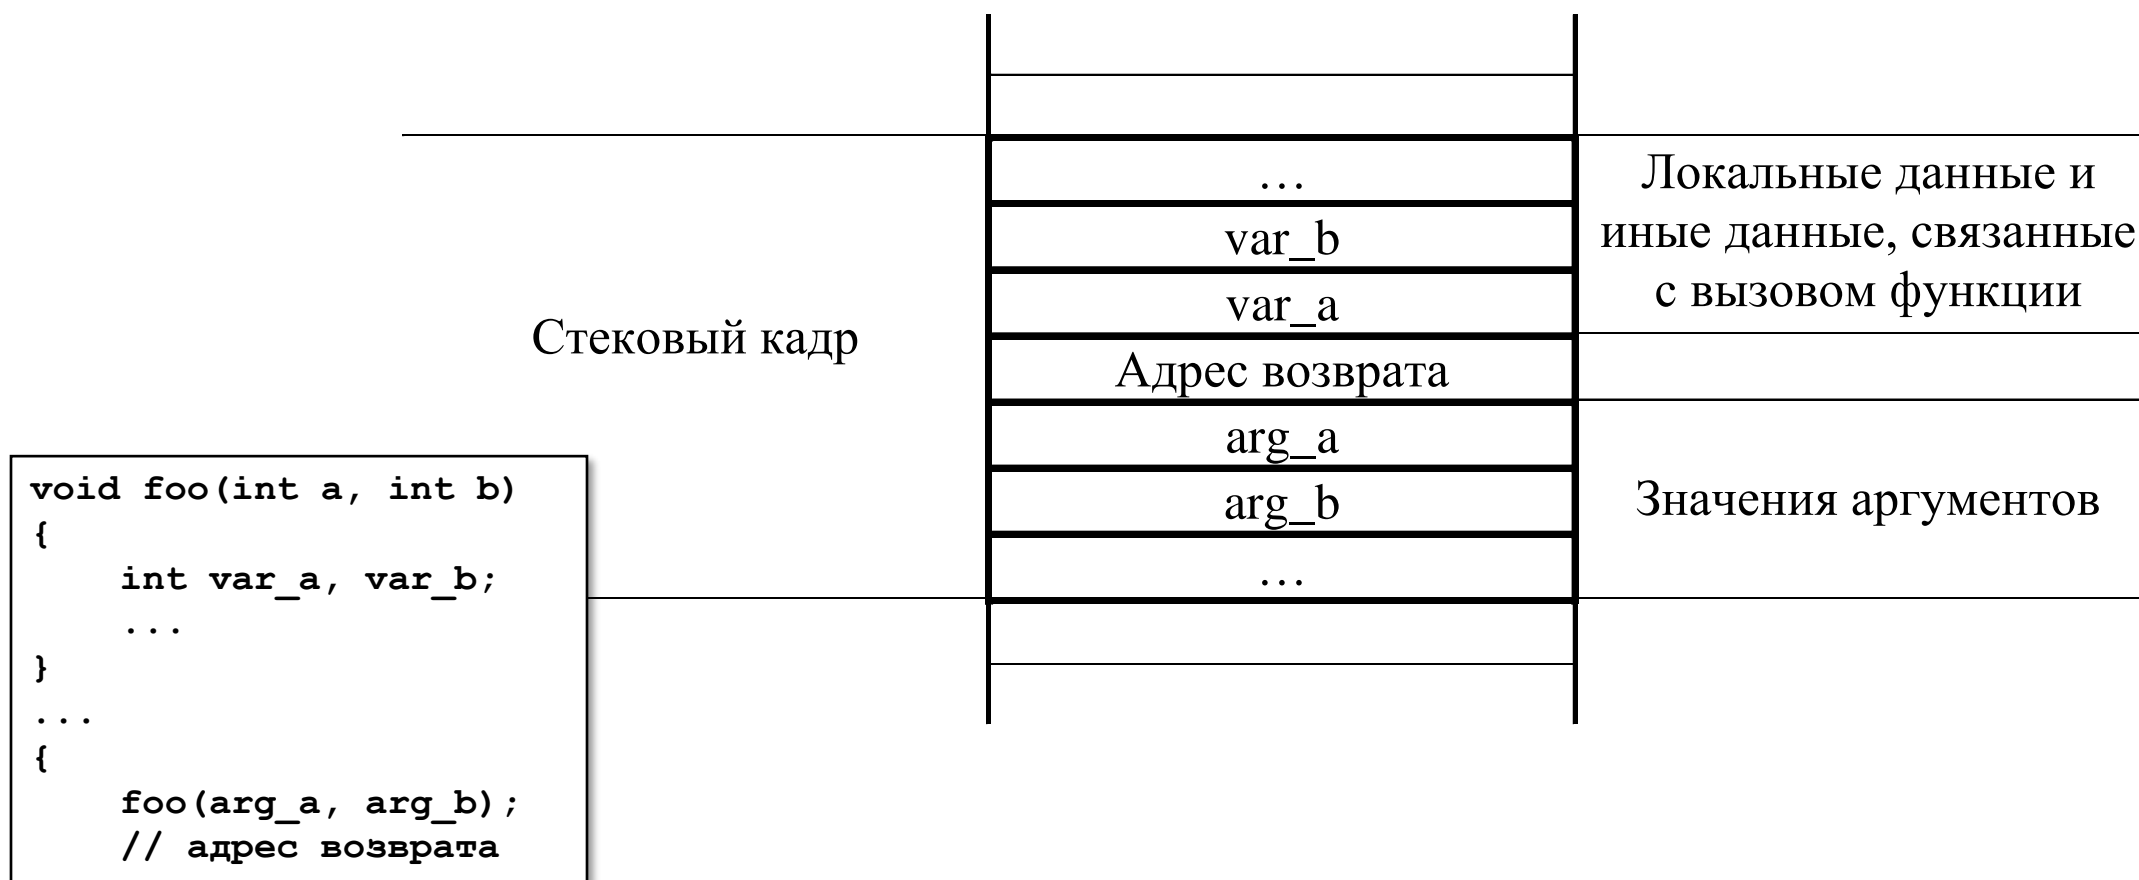 …
var_b
var_a
Адрес возврата
arg_a
arg_b
…
Стековый кадр
Локальные данные и
иные данные, связанные
с вызовом функции
Значения аргументов
void foo(int a, int b)
{
int var_a, var_b;
...
}
...
{
foo(arg_a, arg_b);
// адрес возврата